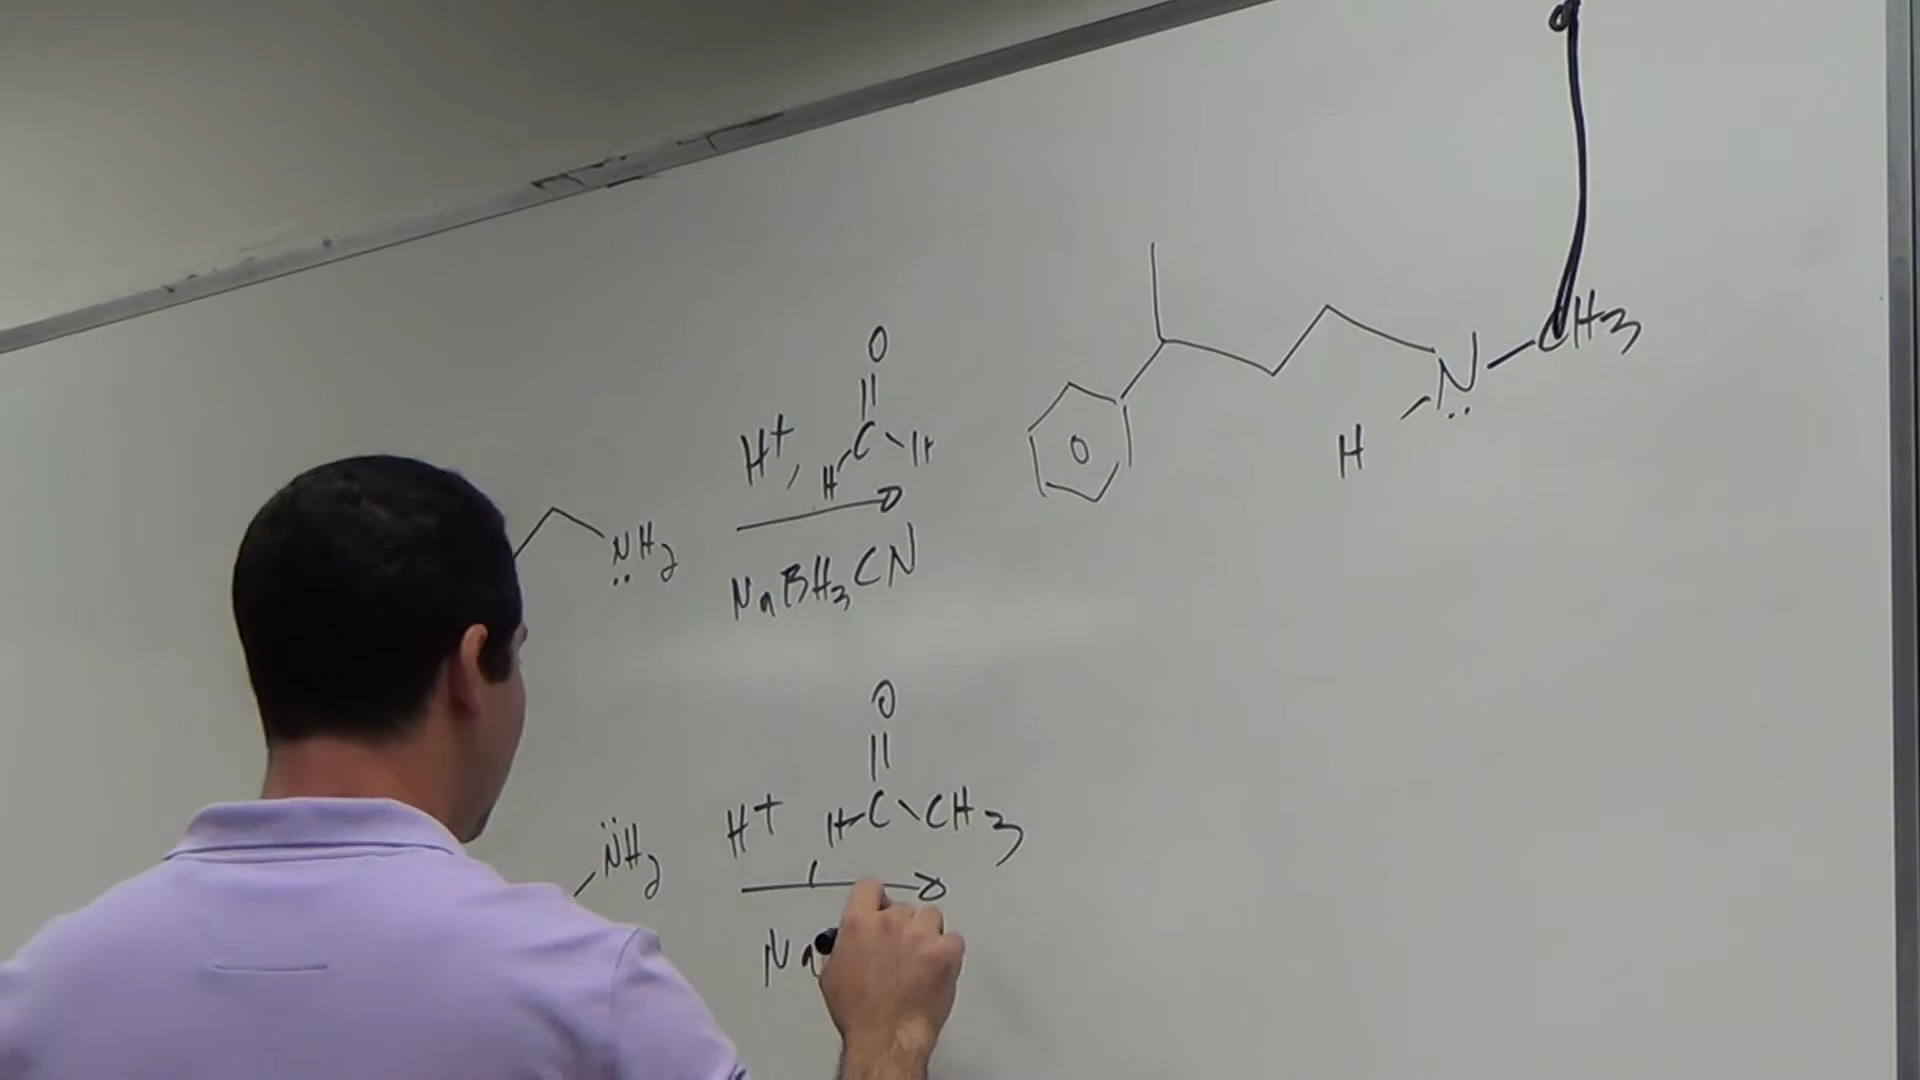 O
||
H+, H C H
NH2
NaBH3CN
N CH3
H
O
O
||
H+ H-C CH3
NH2
Na